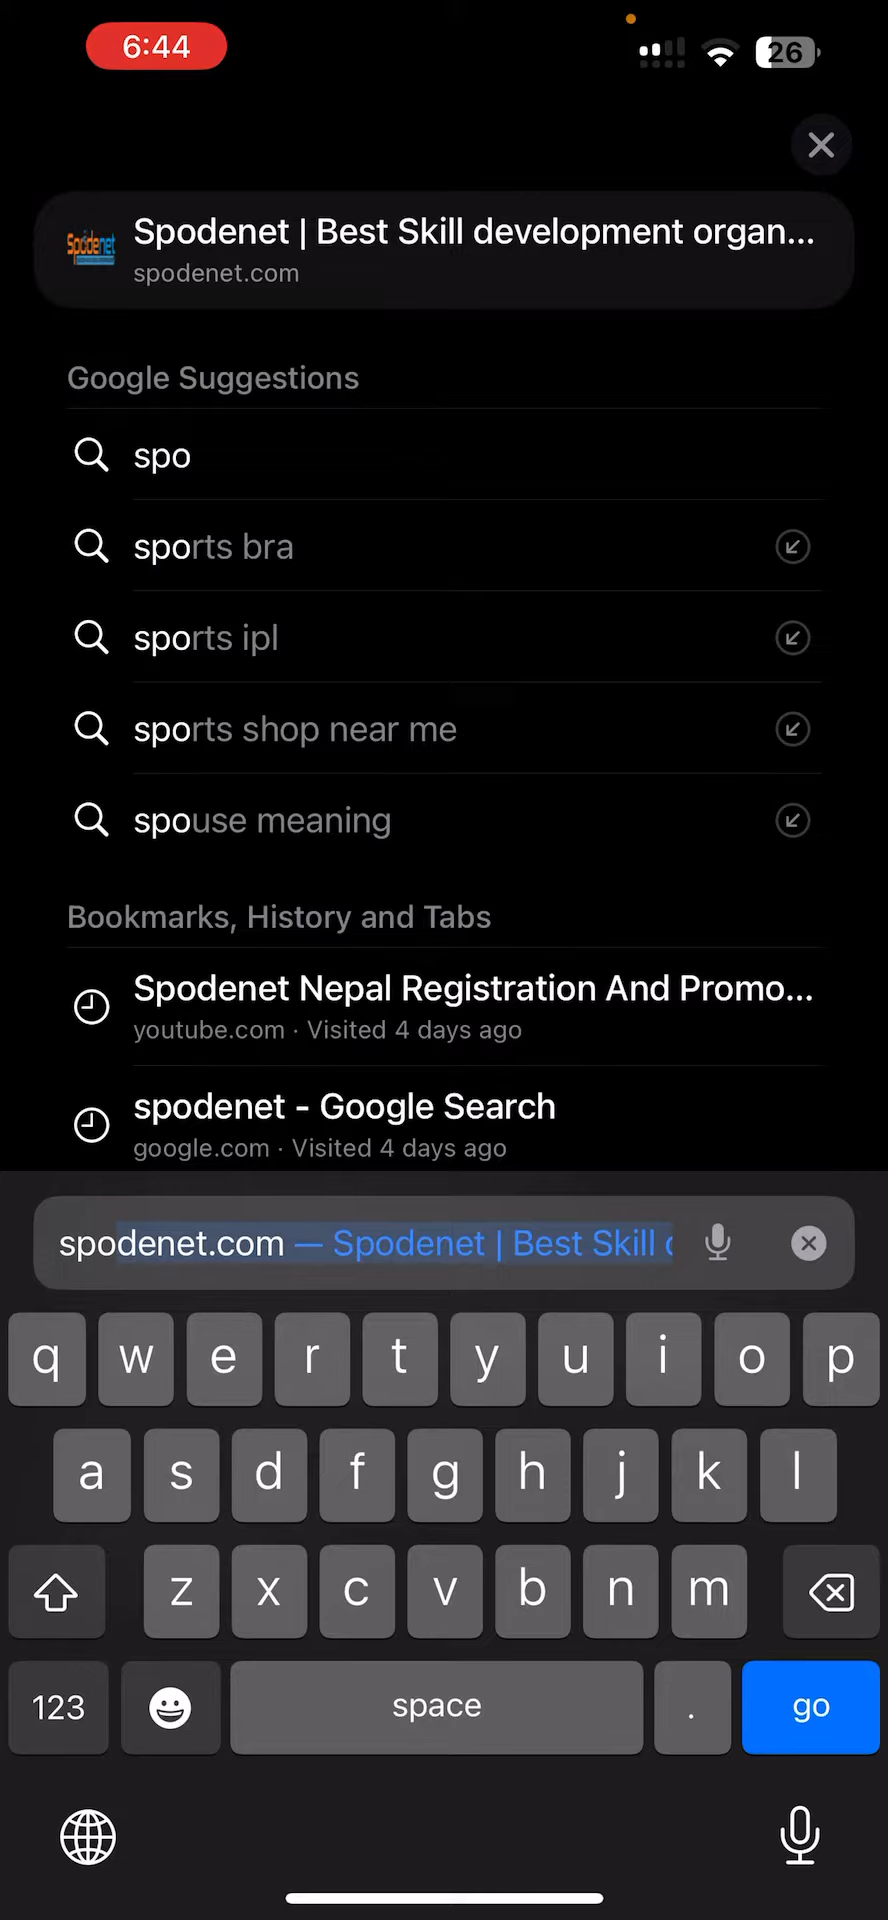 6:44
26
Spodenet | Best Skill development organ...
spodenet.com
Spodenet
Google Suggestions
spo
sports bra
sports ipl
sports shop near me
spouse meaning
Bookmarks, History and Tabs
Spodenet Nepal Registration And Promo...
youtube.com · Visited 4 days ago
spodenet - Google Search
google.com · Visited 4 days ago
spodenet.com — Spodenet | Best Skill
q w e r t y u i o p
a s d f g h j k l
z x c v b n m
123 space . go